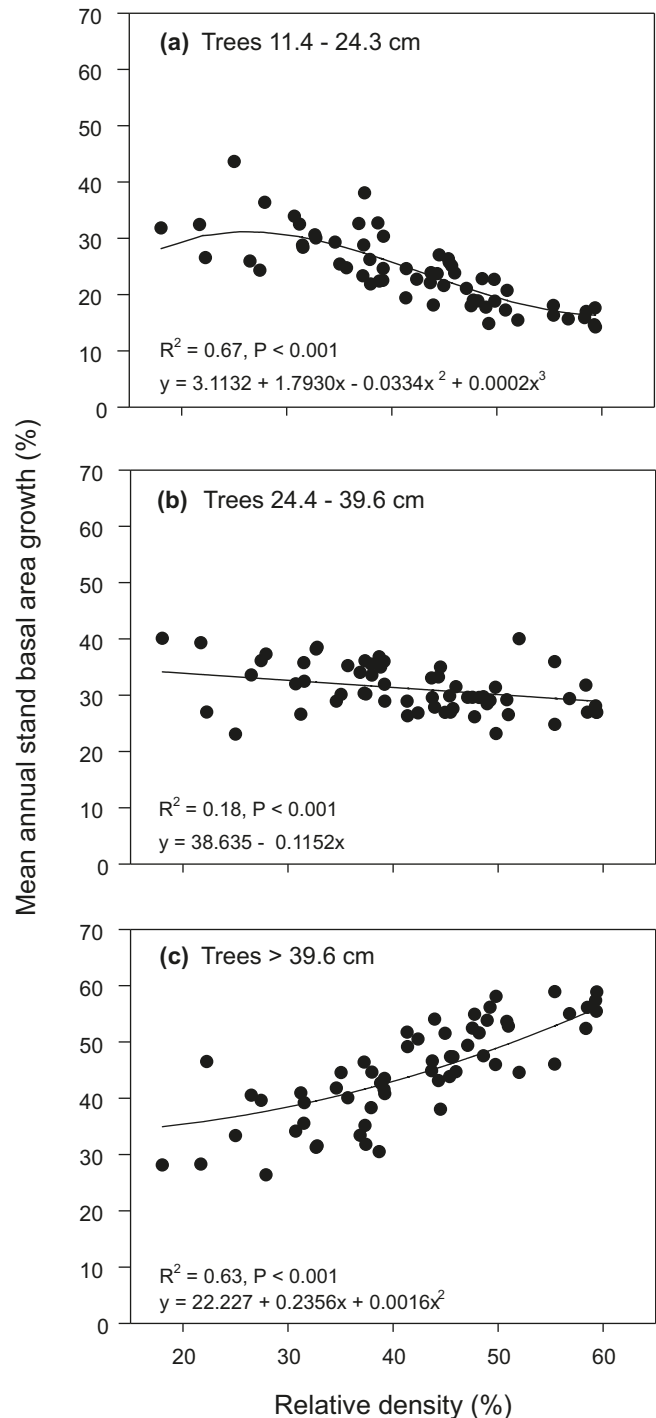 Mean annual stand basal area growth (%)
70
60
50
40
30
20
10
0
(a) Trees 11.4 - 24.3 cm
R² = 0.67, P < 0.001
y = 3.1132 + 1.7930x - 0.0334x² + 0.0002x³
70
60
50
40
30
20
10
0
(b) Trees 24.4 - 39.6 cm
R² = 0.18, P < 0.001
y = 38.635 - 0.1152x
70
60
50
40
30
20
10
0
(c) Trees > 39.6 cm
R² = 0.63, P < 0.001
y = 22.227 + 0.2356x + 0.0016x²
20 30 40 50 60
Relative density (%)